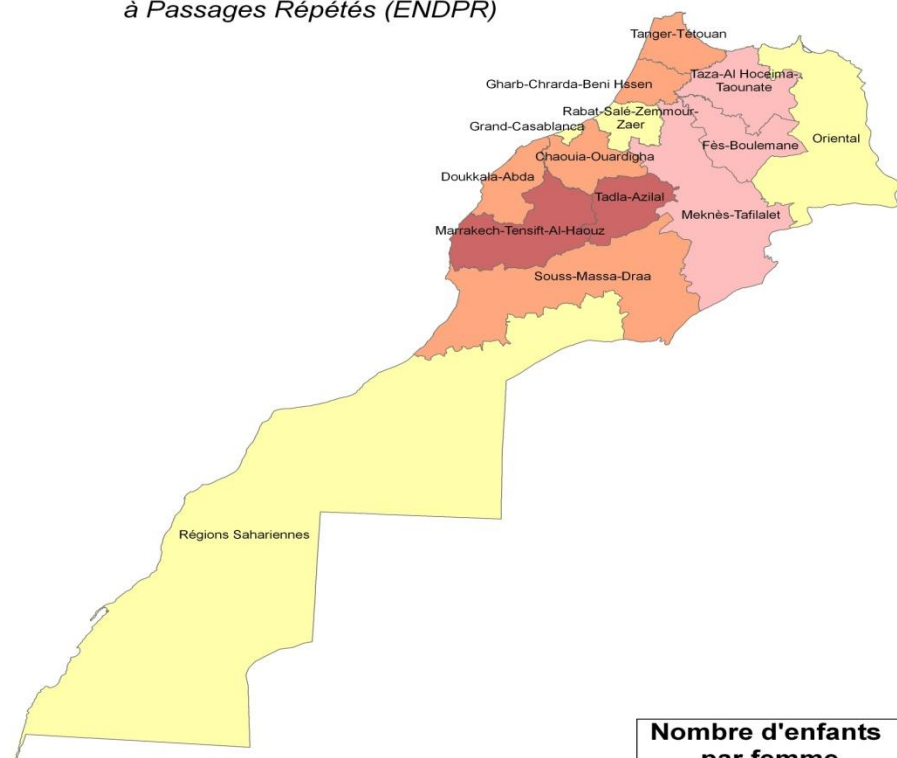 à Passages Répétés (ENDPR)
Tanger-Tétouan
Taza-Al Hoceima-
Taounate
Gharb-Chrarda-Beni Hssen
Rabat-Salé-Zemmour-
Zaer
Grand-Casablanca
Oriental
Fès-Boulemane
Chaouia-Ouardigha
Doukkala-Abda
Tadla-Azilal
Meknès-Tafilalet
Marrakech-Tensift-Al-Haouz
Souss-Massa-Draa
Régions Sahariennes
Nombre d'enfants
par femme